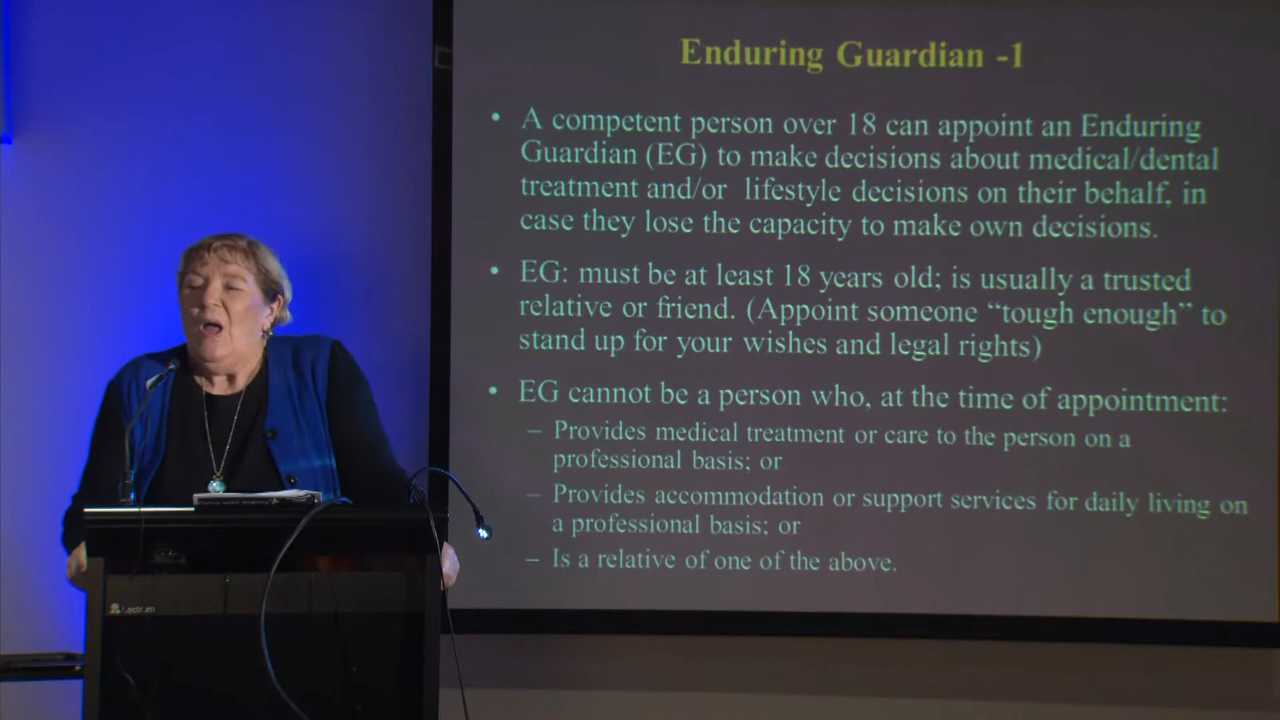 Enduring Guardian -1
• A competent person over 18 can appoint an Enduring
Guardian (EG) to make decisions about medical/dental
treatment and/or lifestyle decisions on their behalf, in
case they lose the capacity to make own decisions.
• EG: must be at least 18 years old; is usually a trusted
relative or friend. (Appoint someone “tough enough” to
stand up for your wishes and legal rights)
• EG cannot be a person who, at the time of appointment:
– Provides medical treatment or care to the person on a
professional basis; or
– Provides accommodation or support services for daily living on
a professional basis; or
– Is a relative of one of the above.